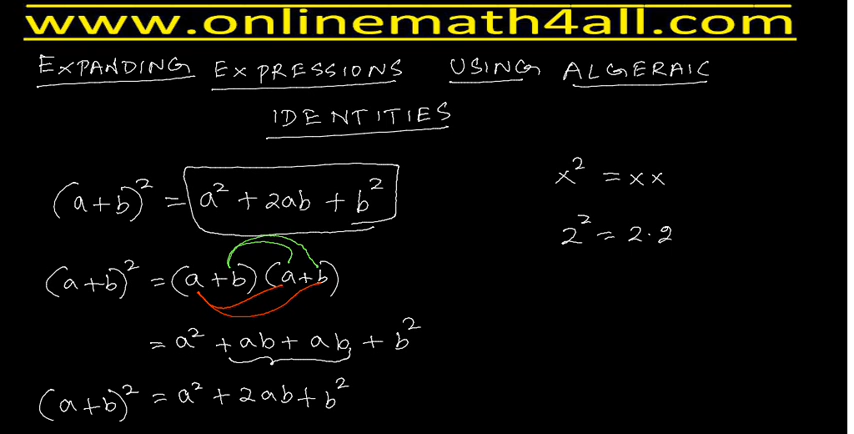 www.onlinemath4all.com
EXPANDING EXPRESSIONS USING ALGERAIC
IDENTITIES
(a+b)² = a² + 2ab + b²
(a+b)² = (a+b)(a+b)
= a² + ab + ab + b²
(a+b)² = a² + 2ab + b²
x² = xx
2² = 2·2